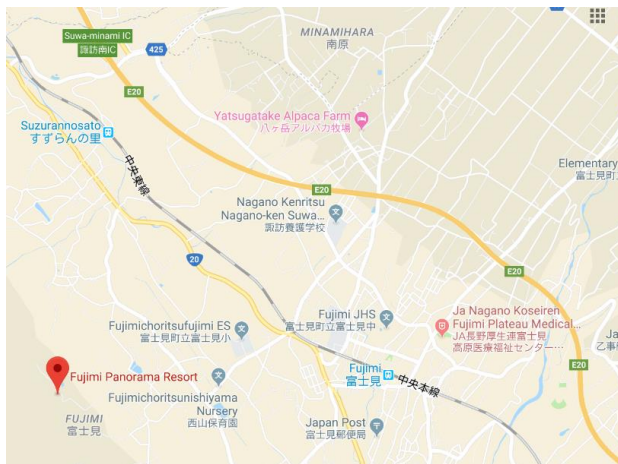 Suwa-minami IC
諏訪南IC
425
MINAMIHARA
南原
E20
Yatsugatake Alpaca Farm
八ヶ岳アルパカ牧場
Suzurannosato
すずらんの里
中央東線
Elementary
富士見町
E20
Nagano Kenritsu
Nagano-ken Suwa...
諏訪養護学校
20
E20
Fujimichoritsufujimi ES
富士見町立富士見小
Fujimi JHS
富士見町立富士見中
Ja Nagano Koseiren
Fujimi Plateau Medical...
JA長野厚生連富士見
高原医療福祉センター…
Ja
乙事
Fujimi Panorama Resort
Fujimi
富士見
中央本線
Fujimichoritsunishiyama
Nursery
西山保育園
FUJIMI
富士見
Japan Post
富士見郵便局
E20